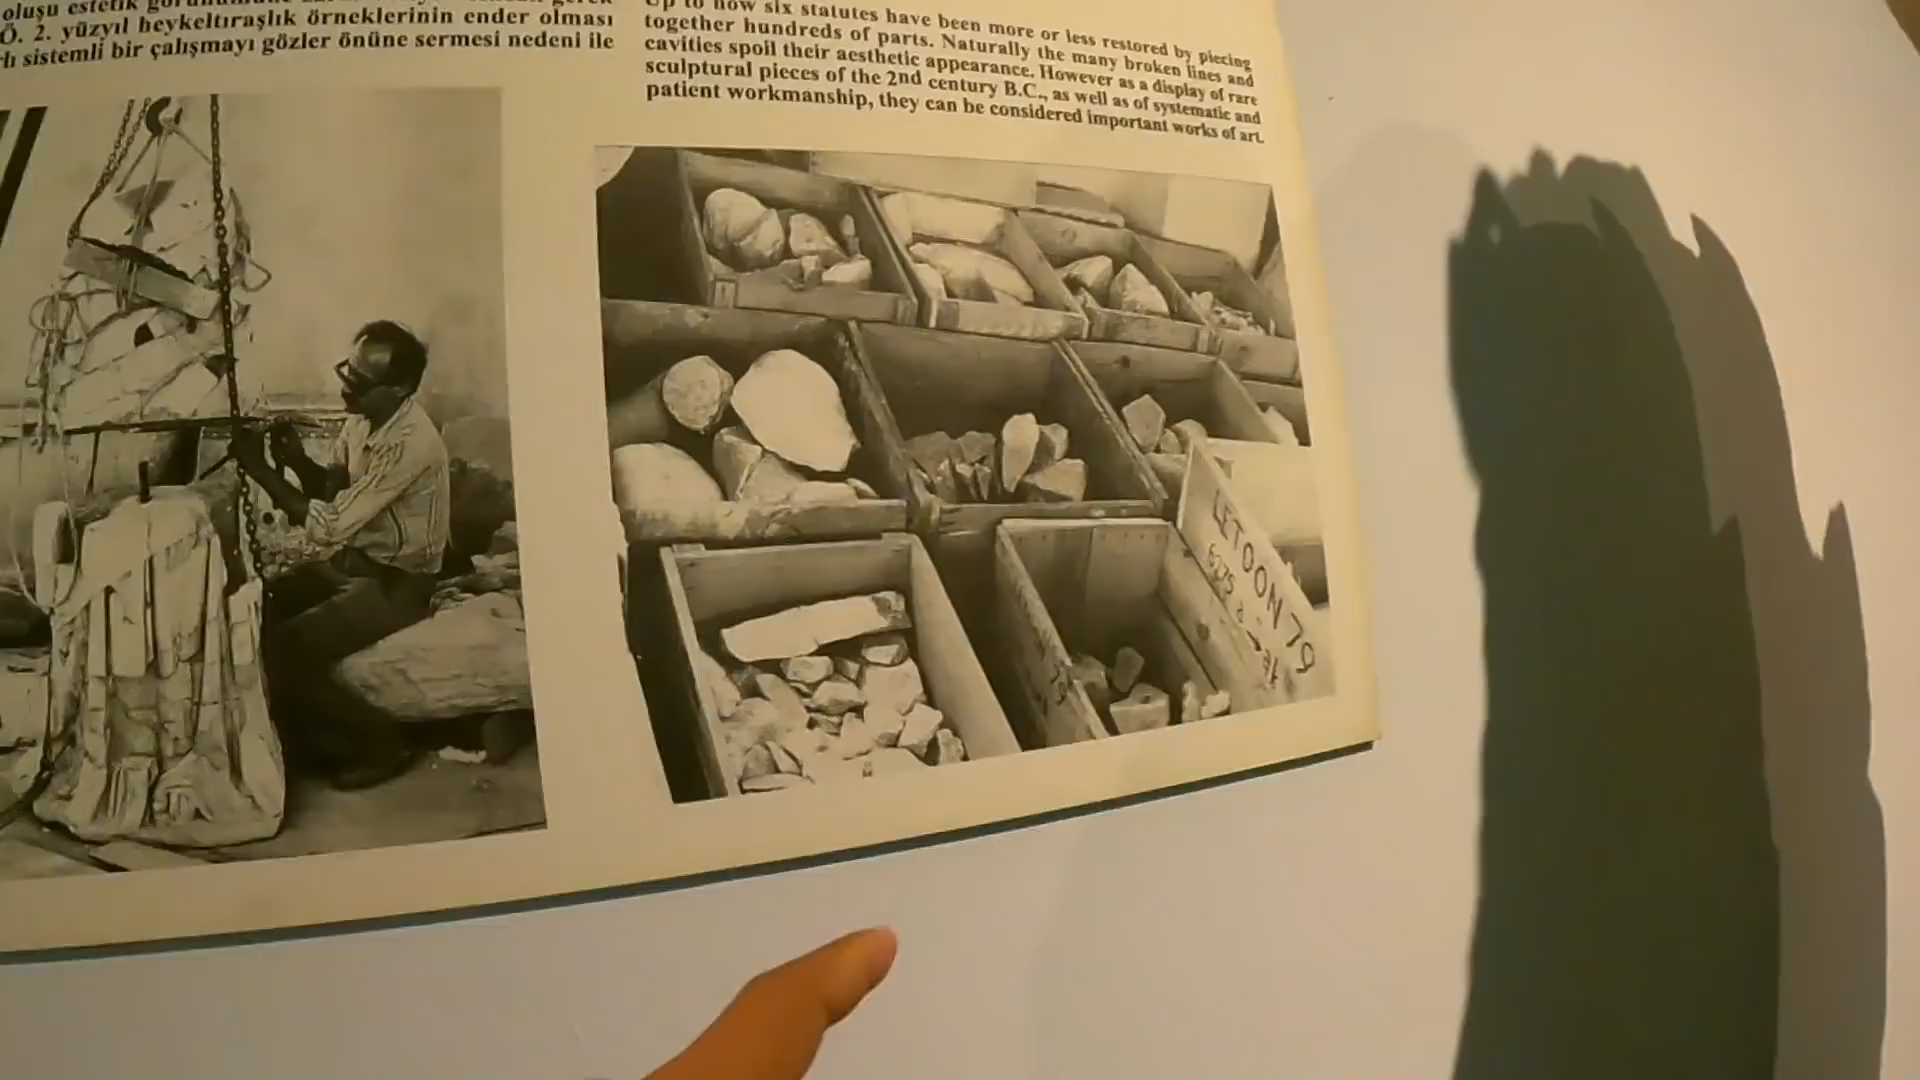 oluşu estetik
Ö. 2. yüzyıl heykeltıraşlık örneklerinin ender olması
lı sistemli bir çalışmayı gözler önüne sermesi nedeni ile
Up to now six statutes have been more or less restored by piecing
together hundreds of parts. Naturally the many broken lines and
cavities spoil their aesthetic appearance. However as a display of rare
sculptural pieces of the 2nd century B.C., as well as of systematic and
patient workmanship, they can be considered important works of art.
LETOON 79